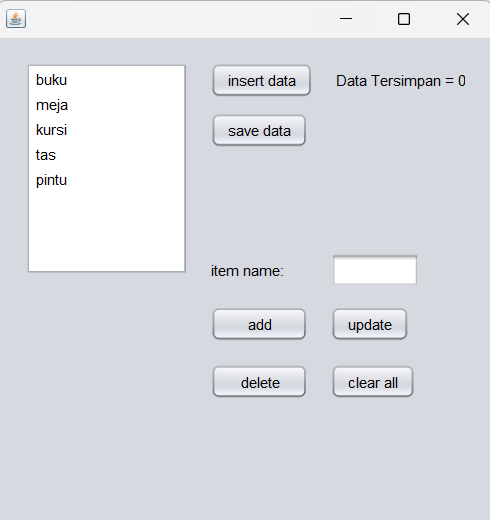 buku
meja
kursi
tas
pintu
insert data
Data Tersimpan = 0
save data
item name:
add
update
delete
clear all